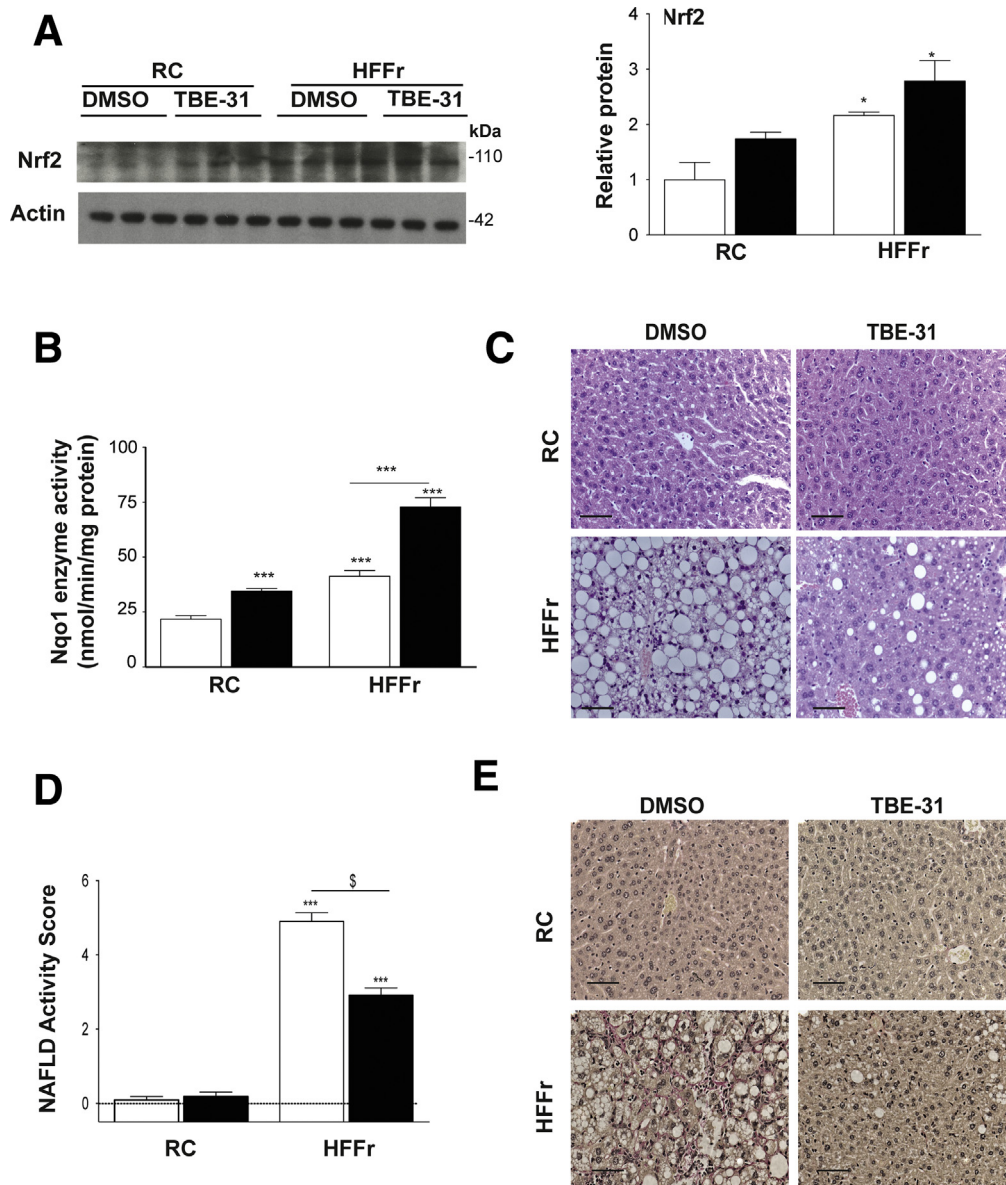 A
RC
HFFr
DMSO TBE-31 DMSO TBE-31
kDa
Nrf2
-110
Actin
-42
Nrf2
Relative protein
4
3
2
1
0
*
*
RC
HFFr
B
Nqo1 enzyme activity
(nmol/min/mg protein)
100
75
50
25
0
***
***
***
***
RC
HFFr
C
DMSO
TBE-31
RC
HFFr
D
NAFLD Activity Score
6
4
2
0
$
***
***
RC
HFFr
E
DMSO
TBE-31
RC
HFFr